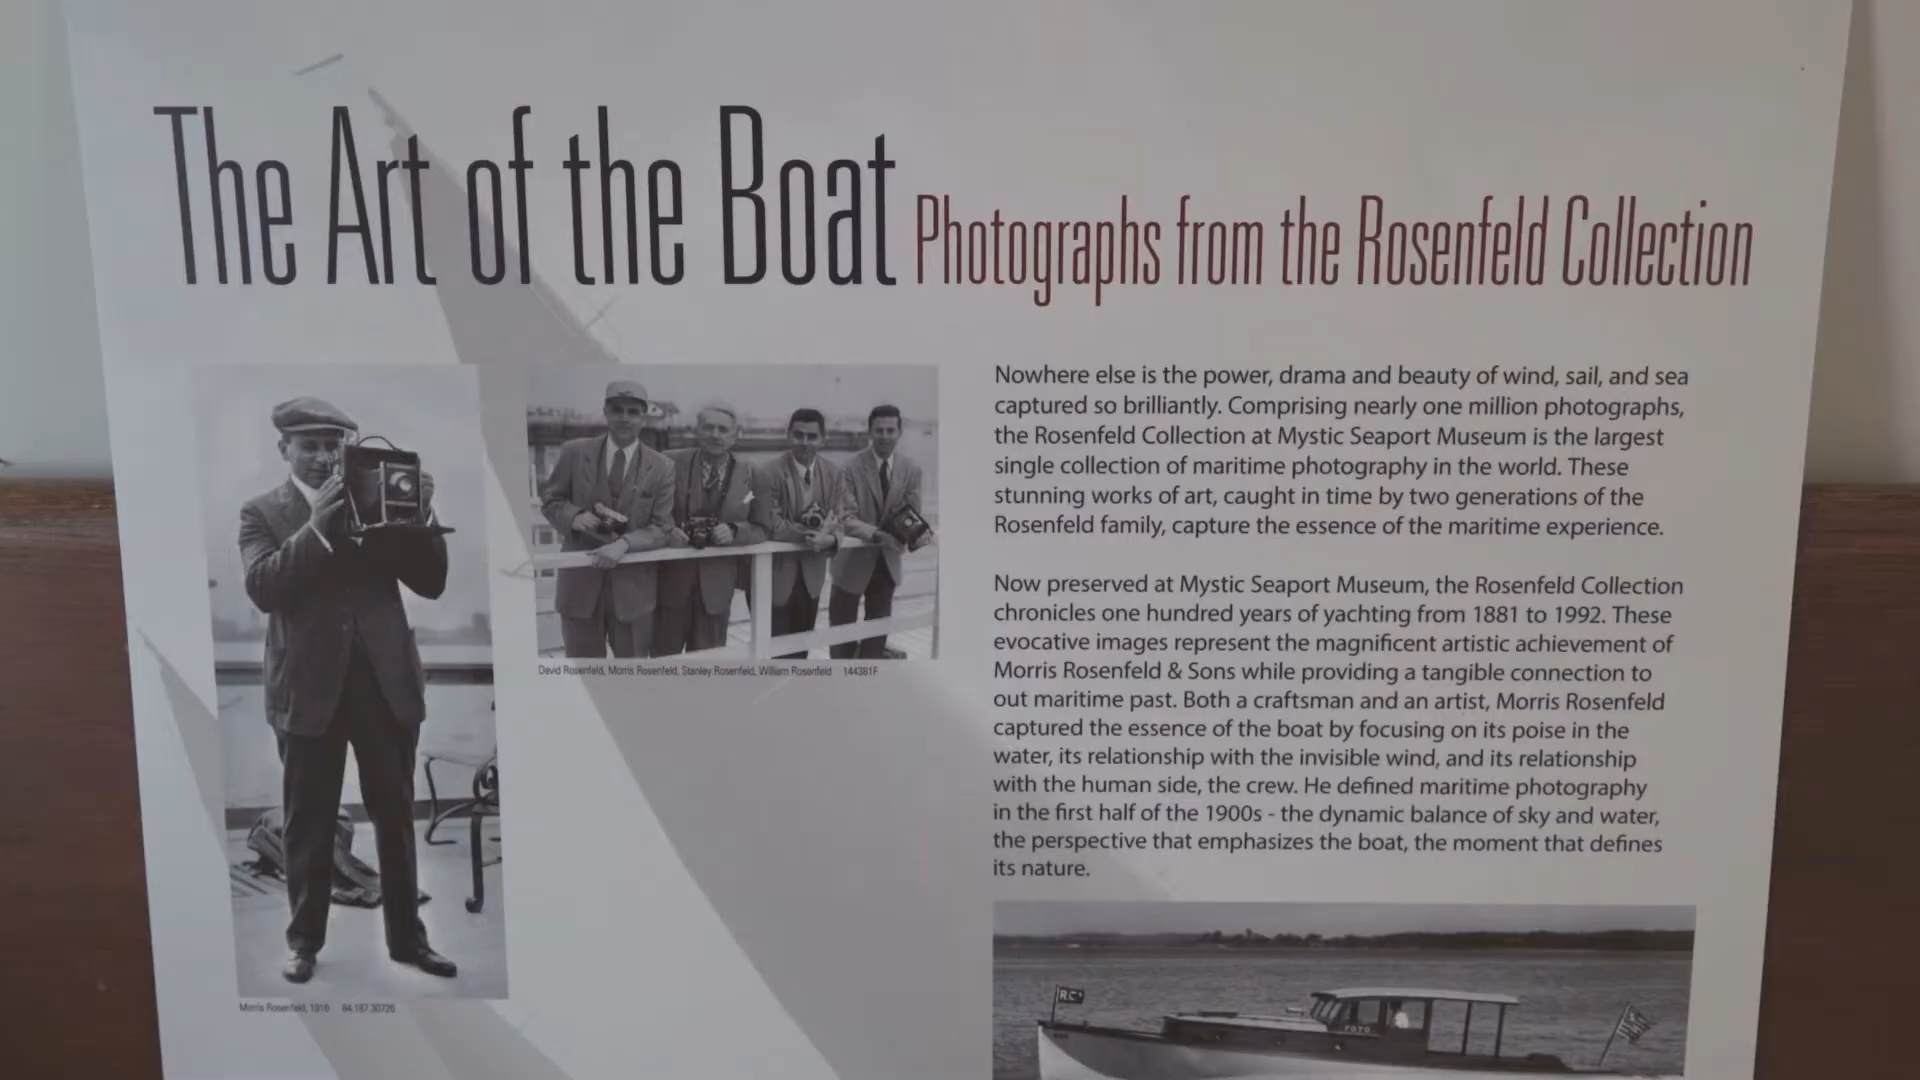 The Art of the Boat Photographs from the Rosenfeld Collection
Nowhere else is the power, drama and beauty of wind, sail, and sea
captured so brilliantly. Comprising nearly one million photographs,
the Rosenfeld Collection at Mystic Seaport Museum is the largest
single collection of maritime photography in the world. These
stunning works of art, caught in time by two generations of the
Rosenfeld family, capture the essence of the maritime experience.
Now preserved at Mystic Seaport Museum, the Rosenfeld Collection
chronicles one hundred years of yachting from 1881 to 1992. These
evocative images represent the magnificent artistic achievement of
Morris Rosenfeld & Sons while providing a tangible connection to
out maritime past. Both a craftsman and an artist, Morris Rosenfeld
captured the essence of the boat by focusing on its poise in the
water, its relationship with the invisible wind, and its relationship
with the human side, the crew. He defined maritime photography
in the first half of the 1900s - the dynamic balance of sky and water,
the perspective that emphasizes the boat, the moment that defines
its nature.
David Rosenfeld, Morris Rosenfeld, Stanley Rosenfeld, William Rosenfeld 144381F
Morris Rosenfeld, 1916 84.187.30726
FOTO